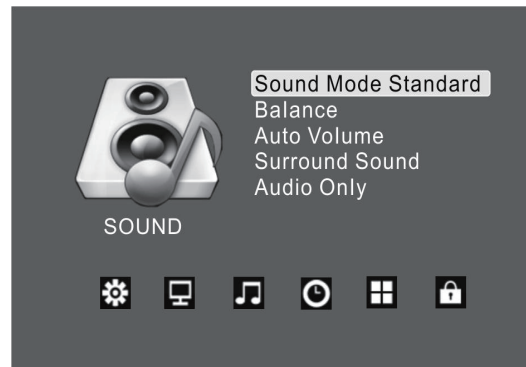 Sound Mode Standard
Balance
Auto Volume
Surround Sound
Audio Only
SOUND